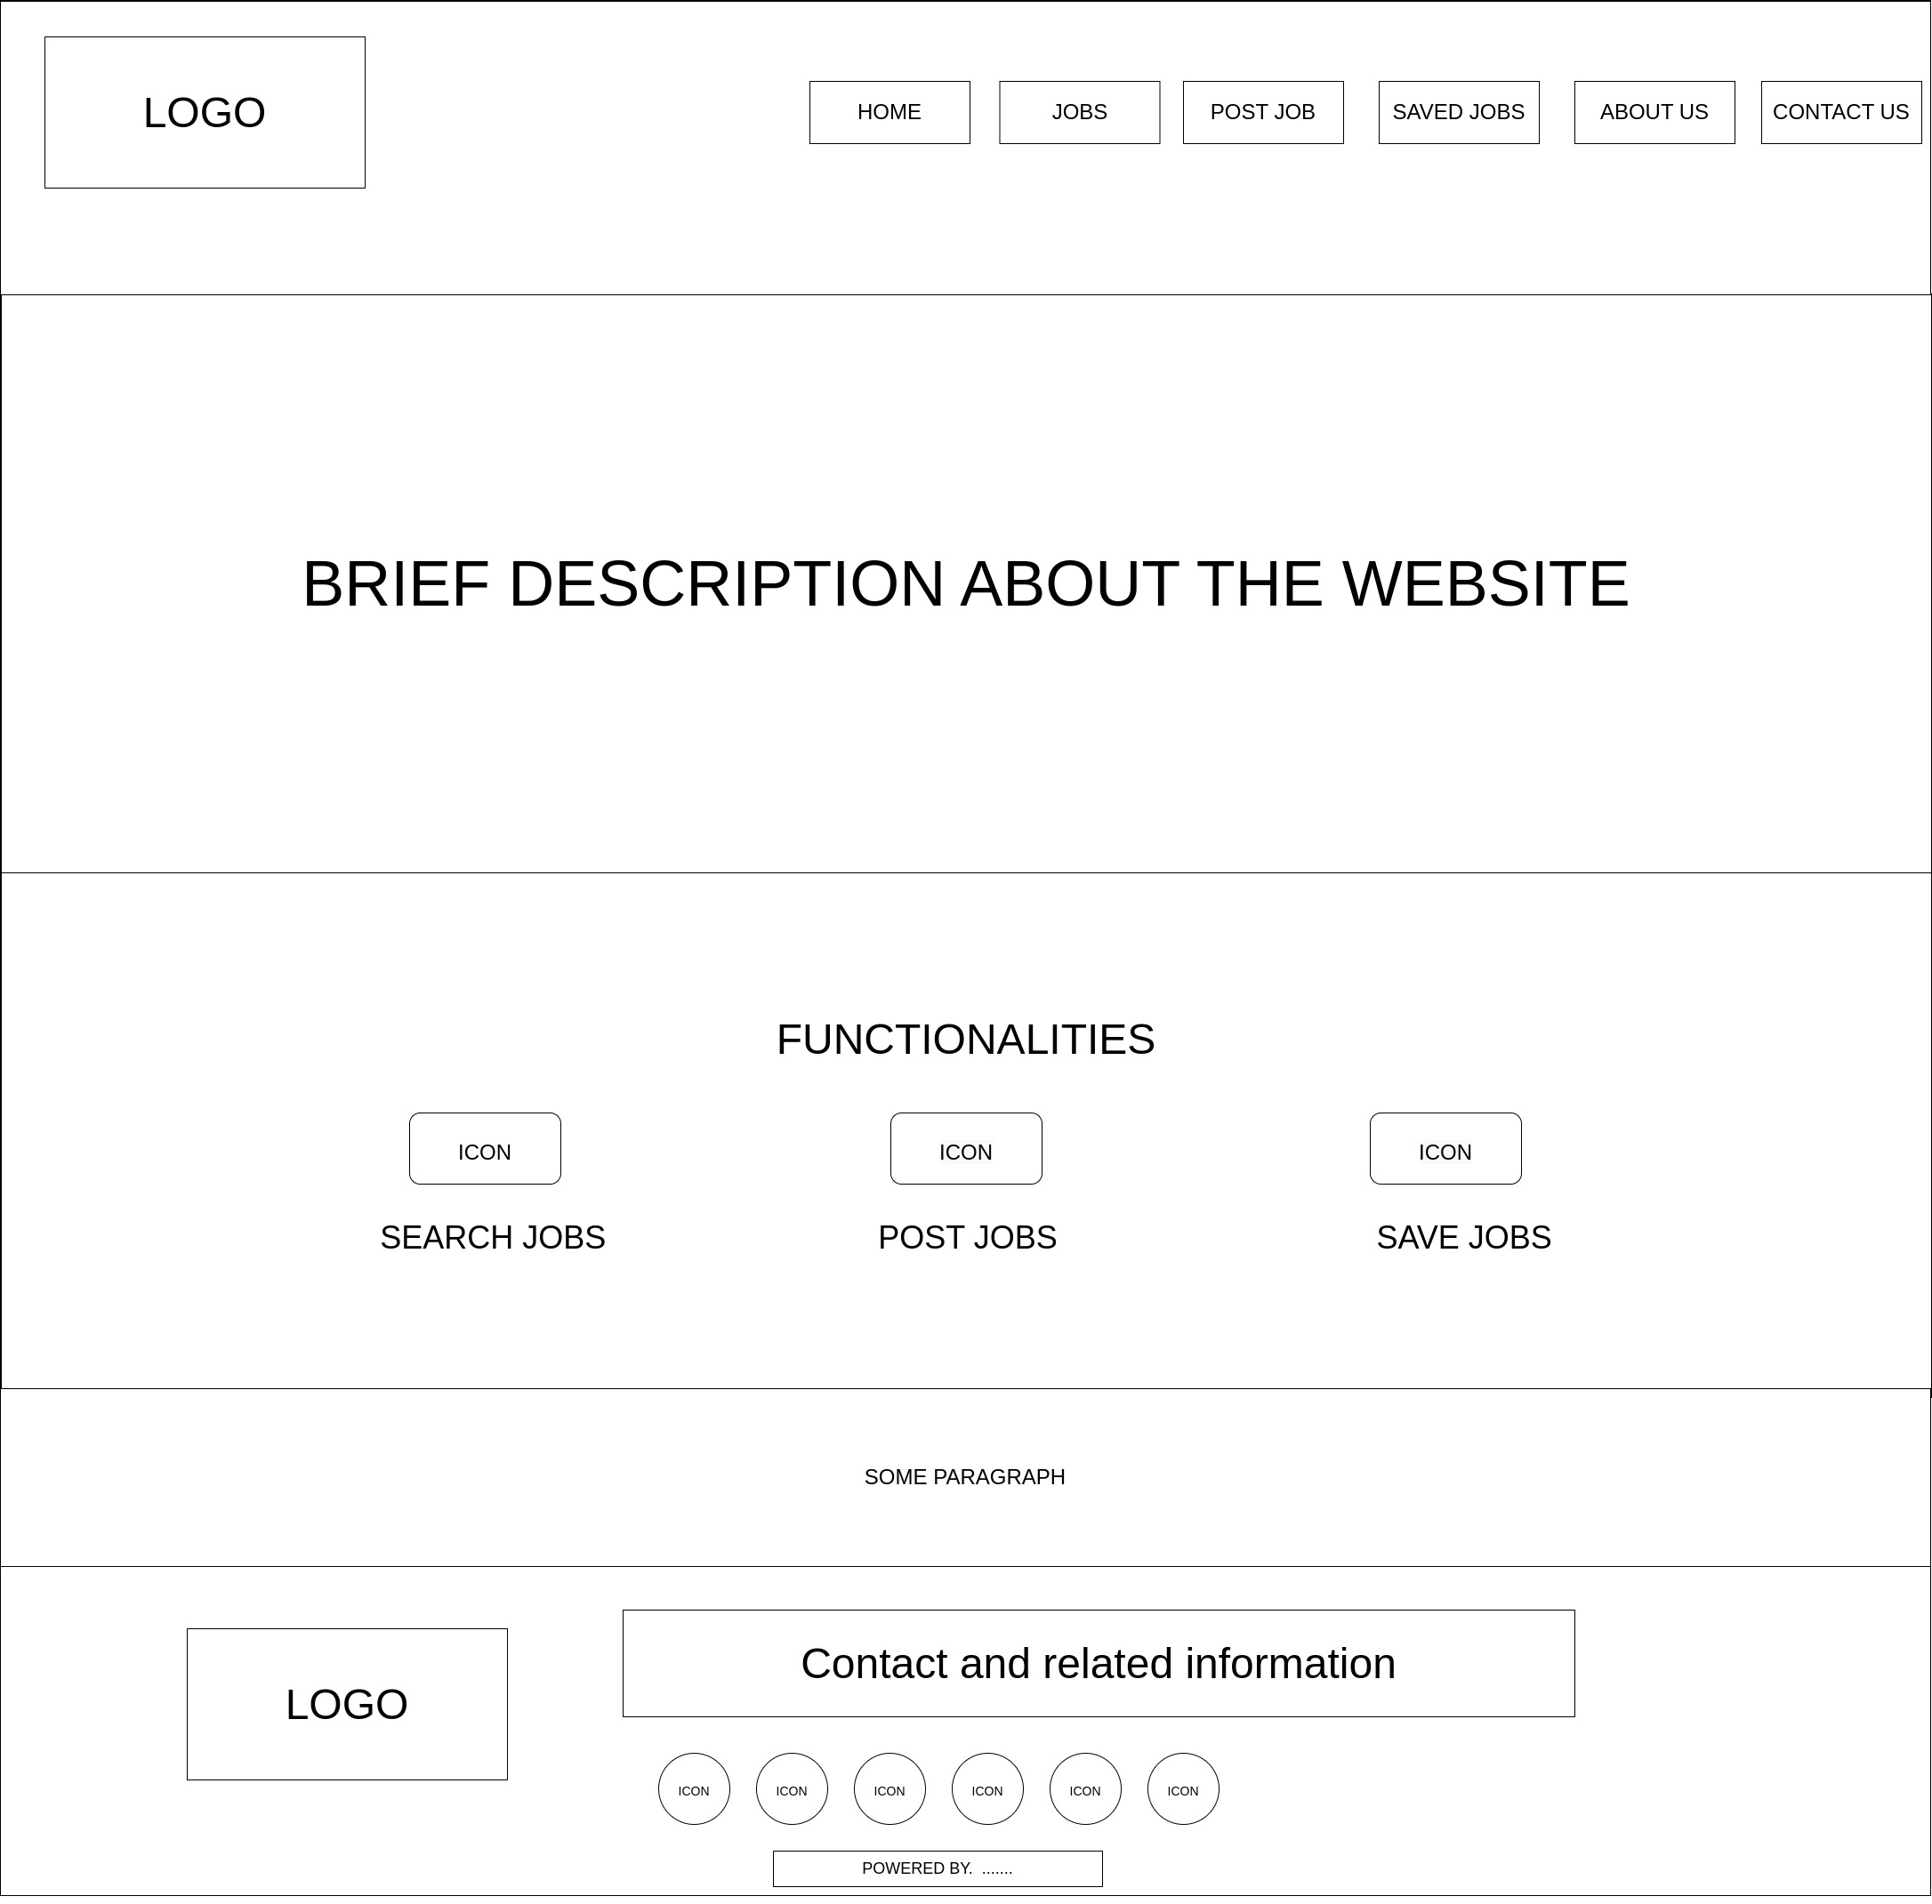 LOGO
HOME
JOBS
POST JOB
SAVED JOBS
ABOUT US
CONTACT US
BRIEF DESCRIPTION ABOUT THE WEBSITE
FUNCTIONALITIES
ICON
ICON
ICON
SEARCH JOBS
POST JOBS
SAVE JOBS
SOME PARAGRAPH
LOGO
Contact and related information
ICON
ICON
ICON
ICON
ICON
ICON
POWERED BY. .......